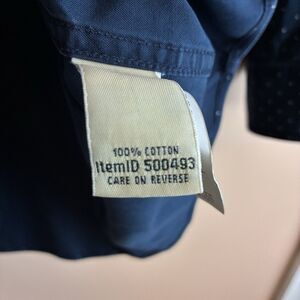 100% COTTON
ItemID 500493
CARE ON REVERSE